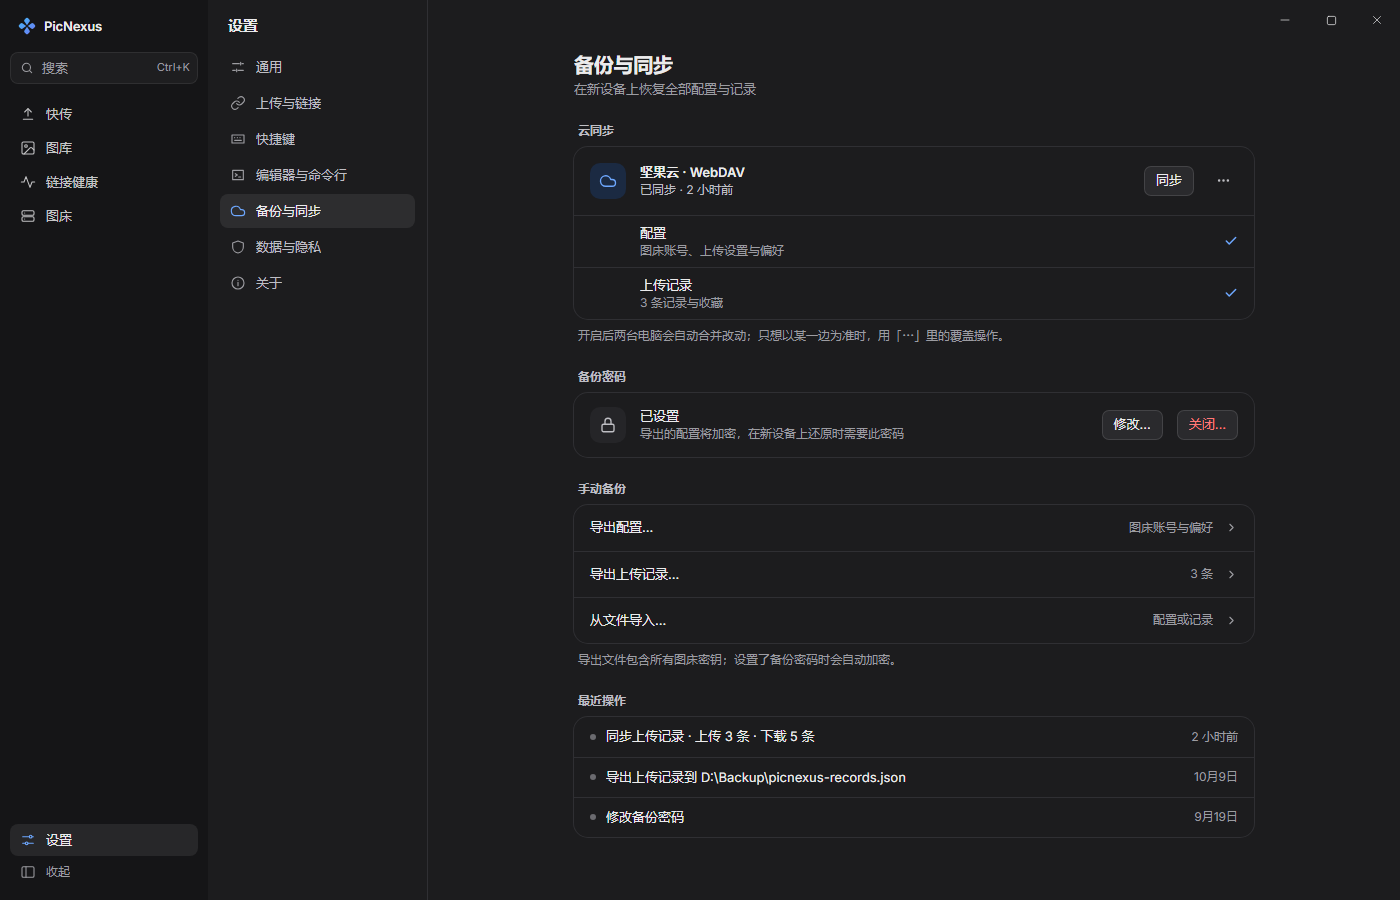 PicNexus
搜索 Ctrl+K
快传
图库
链接健康
图床
设置
收起
设置
通用
上传与链接
快捷键
编辑器与命令行
备份与同步
数据与隐私
关于
备份与同步
在新设备上恢复全部配置与记录
云同步
坚果云 · WebDAV
已同步 · 2 小时前
同步
配置
图床账号、上传设置与偏好
上传记录
3 条记录与收藏
开启后两台电脑会自动合并改动；只想以某一边为准时，用「···」里的覆盖操作。
备份密码
已设置
导出的配置将加密，在新设备上还原时需要此密码
修改... 关闭...
手动备份
导出配置... 图床账号与偏好
导出上传记录... 3 条
从文件导入... 配置或记录
导出文件包含所有图床密钥；设置了备份密码时会自动加密。
最近操作
同步上传记录 · 上传 3 条 · 下载 5 条 2 小时前
导出上传记录到 D:\Backup\picnexus-records.json 10月9日
修改备份密码 9月19日